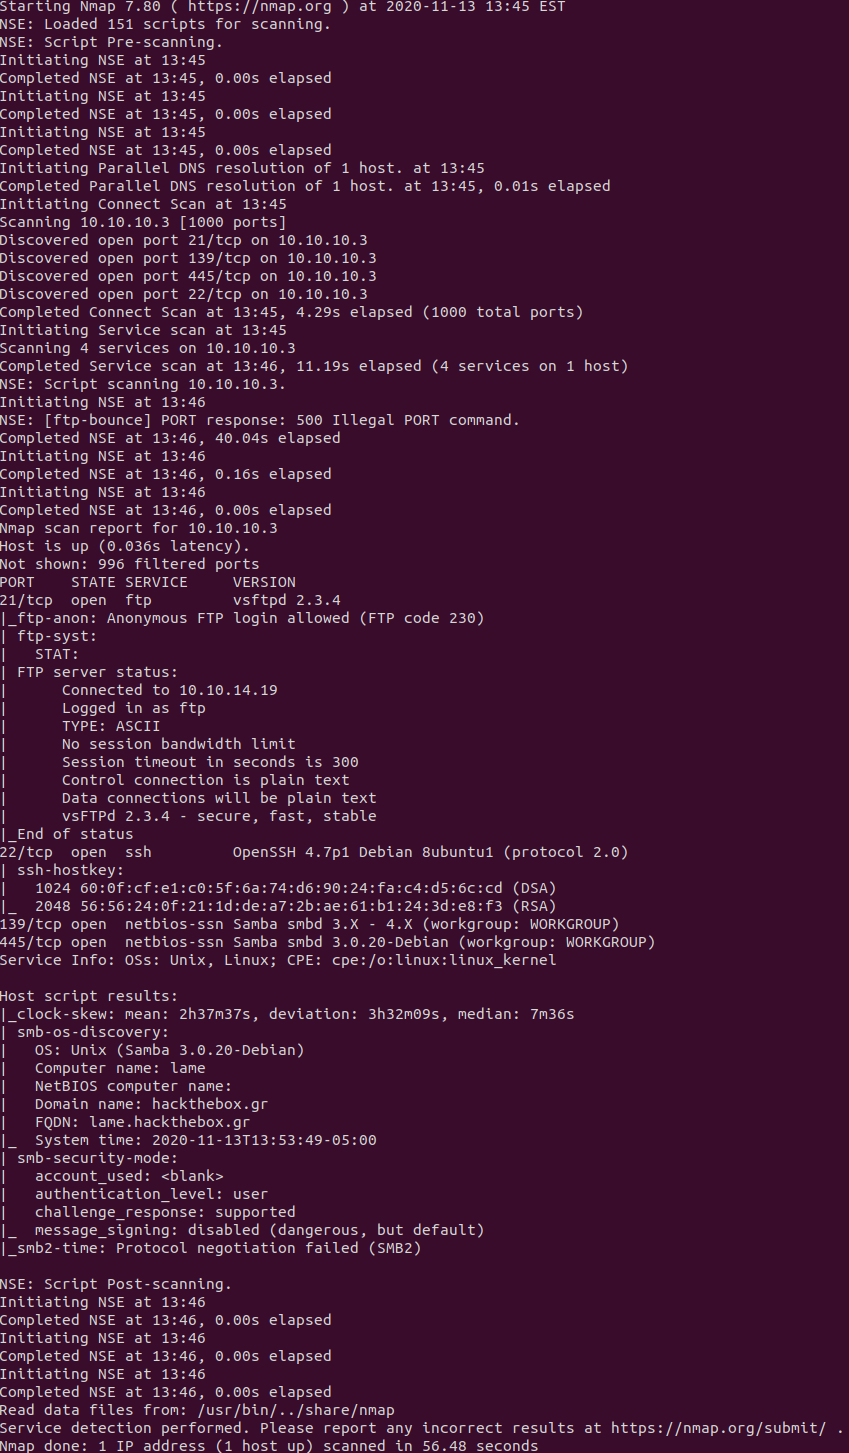 Starting Nmap 7.80 ( https://nmap.org ) at 2020-11-13 13:45 EST
NSE: Loaded 151 scripts for scanning.
NSE: Script Pre-scanning.
Initiating NSE at 13:45
Completed NSE at 13:45, 0.00s elapsed
Initiating NSE at 13:45
Completed NSE at 13:45, 0.00s elapsed
Initiating NSE at 13:45
Completed NSE at 13:45, 0.00s elapsed
Initiating Parallel DNS resolution of 1 host. at 13:45
Completed Parallel DNS resolution of 1 host. at 13:45, 0.01s elapsed
Initiating Connect Scan at 13:45
Scanning 10.10.10.3 [1000 ports]
Discovered open port 21/tcp on 10.10.10.3
Discovered open port 139/tcp on 10.10.10.3
Discovered open port 445/tcp on 10.10.10.3
Discovered open port 22/tcp on 10.10.10.3
Completed Connect Scan at 13:45, 4.29s elapsed (1000 total ports)
Initiating Service scan at 13:45
Scanning 4 services on 10.10.10.3
Completed Service scan at 13:46, 11.19s elapsed (4 services on 1 host)
NSE: Script scanning 10.10.10.3.
Initiating NSE at 13:46
NSE: [ftp-bounce] PORT response: 500 Illegal PORT command.
Completed NSE at 13:46, 40.04s elapsed
Initiating NSE at 13:46
Completed NSE at 13:46, 0.16s elapsed
Initiating NSE at 13:46
Completed NSE at 13:46, 0.00s elapsed
Nmap scan report for 10.10.10.3
Host is up (0.036s latency).
Not shown: 996 filtered ports
PORT    STATE SERVICE     VERSION
21/tcp  open  ftp         vsftpd 2.3.4
|_ftp-anon: Anonymous FTP login allowed (FTP code 230)
| ftp-syst:
|   STAT:
| FTP server status:
|      Connected to 10.10.14.19
|      Logged in as ftp
|      TYPE: ASCII
|      No session bandwidth limit
|      Session timeout in seconds is 300
|      Control connection is plain text
|      Data connections will be plain text
|      vsFTPd 2.3.4 - secure, fast, stable
|_End of status
22/tcp  open  ssh         OpenSSH 4.7p1 Debian 8ubuntu1 (protocol 2.0)
| ssh-hostkey:
|   1024 60:0f:cf:e1:c0:5f:6a:74:d6:90:24:fa:c4:d5:6c:cd (DSA)
|_  2048 56:56:24:0f:21:1d:de:a7:2b:ae:61:b1:24:3d:e8:f3 (RSA)
139/tcp open  netbios-ssn Samba smbd 3.X - 4.X (workgroup: WORKGROUP)
445/tcp open  netbios-ssn Samba smbd 3.0.20-Debian (workgroup: WORKGROUP)
Service Info: OSs: Unix, Linux; CPE: cpe:/o:linux:linux_kernel

Host script results:
|_clock-skew: mean: 2h37m37s, deviation: 3h32m09s, median: 7m36s
| smb-os-discovery:
|   OS: Unix (Samba 3.0.20-Debian)
|   Computer name: lame
|   NetBIOS computer name:
|   Domain name: hackthebox.gr
|   FQDN: lame.hackthebox.gr
|_  System time: 2020-11-13T13:53:49-05:00
| smb-security-mode:
|   account_used: <blank>
|   authentication_level: user
|   challenge_response: supported
|_  message_signing: disabled (dangerous, but default)
|_smb2-time: Protocol negotiation failed (SMB2)

NSE: Script Post-scanning.
Initiating NSE at 13:46
Completed NSE at 13:46, 0.00s elapsed
Initiating NSE at 13:46
Completed NSE at 13:46, 0.00s elapsed
Initiating NSE at 13:46
Completed NSE at 13:46, 0.00s elapsed
Read data files from: /usr/bin/../share/nmap
Service detection performed. Please report any incorrect results at https://nmap.org/submit/ .
Nmap done: 1 IP address (1 host up) scanned in 56.48 seconds